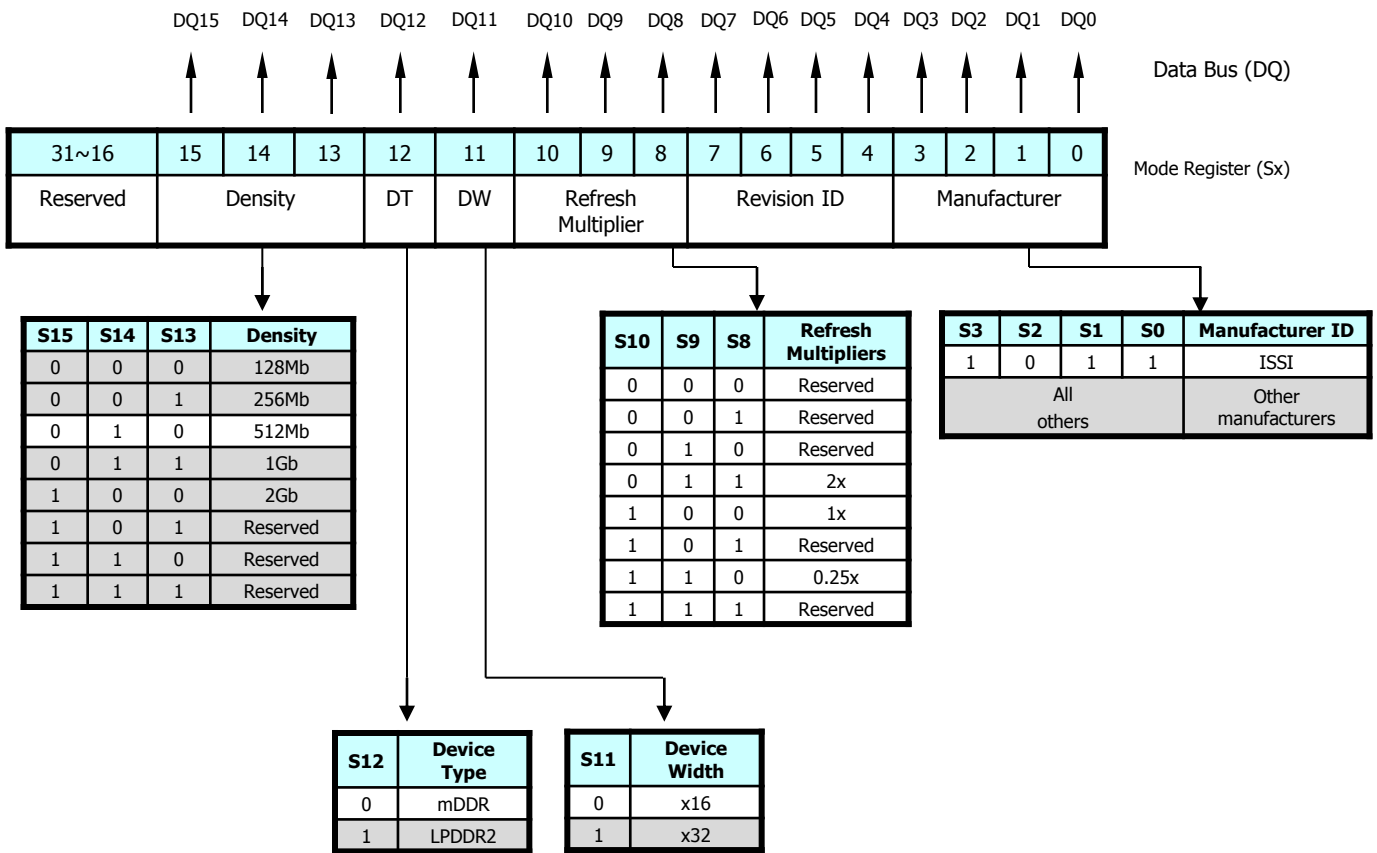 DQ15 DQ14 DQ13 DQ12 DQ11 DQ10 DQ9 DQ8 DQ7 DQ6 DQ5 DQ4 DQ3 DQ2 DQ1 DQ0
Data Bus (DQ)
31~16 15 14 13 12 11 10 9 8 7 6 5 4 3 2 1 0
Mode Register (Sx)
Reserved Density DT DW Refresh Revision ID Manufacturer
Multiplier
S15 S14 S13 Density
0 0 0 128Mb
0 0 1 256Mb
0 1 0 512Mb
0 1 1 1Gb
1 0 0 2Gb
1 0 1 Reserved
1 1 0 Reserved
1 1 1 Reserved
S10 S9 S8 Refresh
Multipliers
0 0 0 Reserved
0 0 1 Reserved
0 1 0 Reserved
0 1 1 2x
1 0 0 1x
1 0 1 Reserved
1 1 0 0.25x
1 1 1 Reserved
S3 S2 S1 S0 Manufacturer ID
1 0 1 1 ISSI
All Other
others manufacturers
S12 Device
Type
0 mDDR
1 LPDDR2
S11 Device
Width
0 x16
1 x32